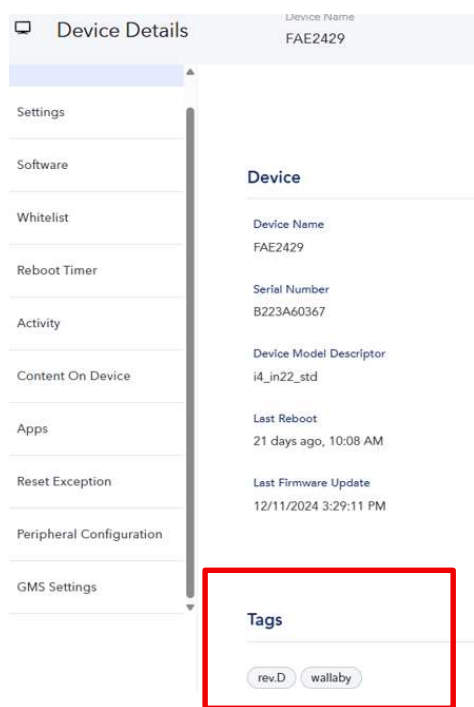 Device Details
Device Name
FAE2429
Settings
Software
Whitelist
Reboot Timer
Activity
Content On Device
Apps
Reset Exception
Peripheral Configuration
GMS Settings
Device
Device Name
FAE2429
Serial Number
B223A60367
Device Model Descriptor
i4_in22_std
Last Reboot
21 days ago, 10:08 AM
Last Firmware Update
12/11/2024 3:29:11 PM
Tags
rev.D wallaby